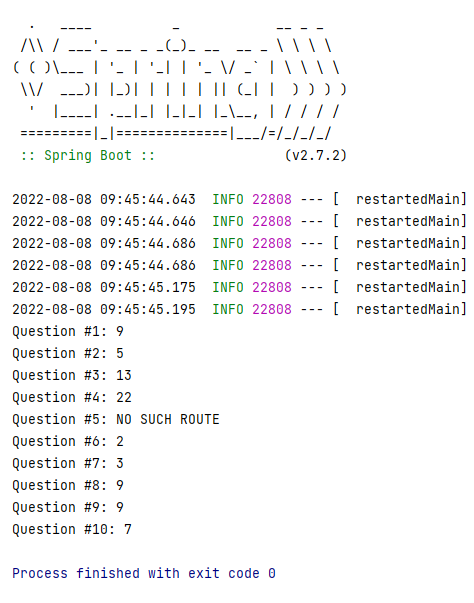 .   ____          _            __ _ _
 /\\ / ___'_ __ _ _(_)_ __  __ _ \ \ \ \
( ( )\___ | '_ | '_| | '_ \/ _` | \ \ \ \
 \\/  ___)| |_)| | | | | || (_| |  ) ) ) )
  '  |____| .__|_| |_|_| |_\__, | / / / /
 =========|_|==============|___/=/_/_/_/
 :: Spring Boot ::                (v2.7.2)

2022-08-08 09:45:44.643  INFO 22808 --- [  restartedMain]
2022-08-08 09:45:44.646  INFO 22808 --- [  restartedMain]
2022-08-08 09:45:44.686  INFO 22808 --- [  restartedMain]
2022-08-08 09:45:44.686  INFO 22808 --- [  restartedMain]
2022-08-08 09:45:45.175  INFO 22808 --- [  restartedMain]
2022-08-08 09:45:45.195  INFO 22808 --- [  restartedMain]
Question #1: 9
Question #2: 5
Question #3: 13
Question #4: 22
Question #5: NO SUCH ROUTE
Question #6: 2
Question #7: 3
Question #8: 9
Question #9: 9
Question #10: 7

Process finished with exit code 0